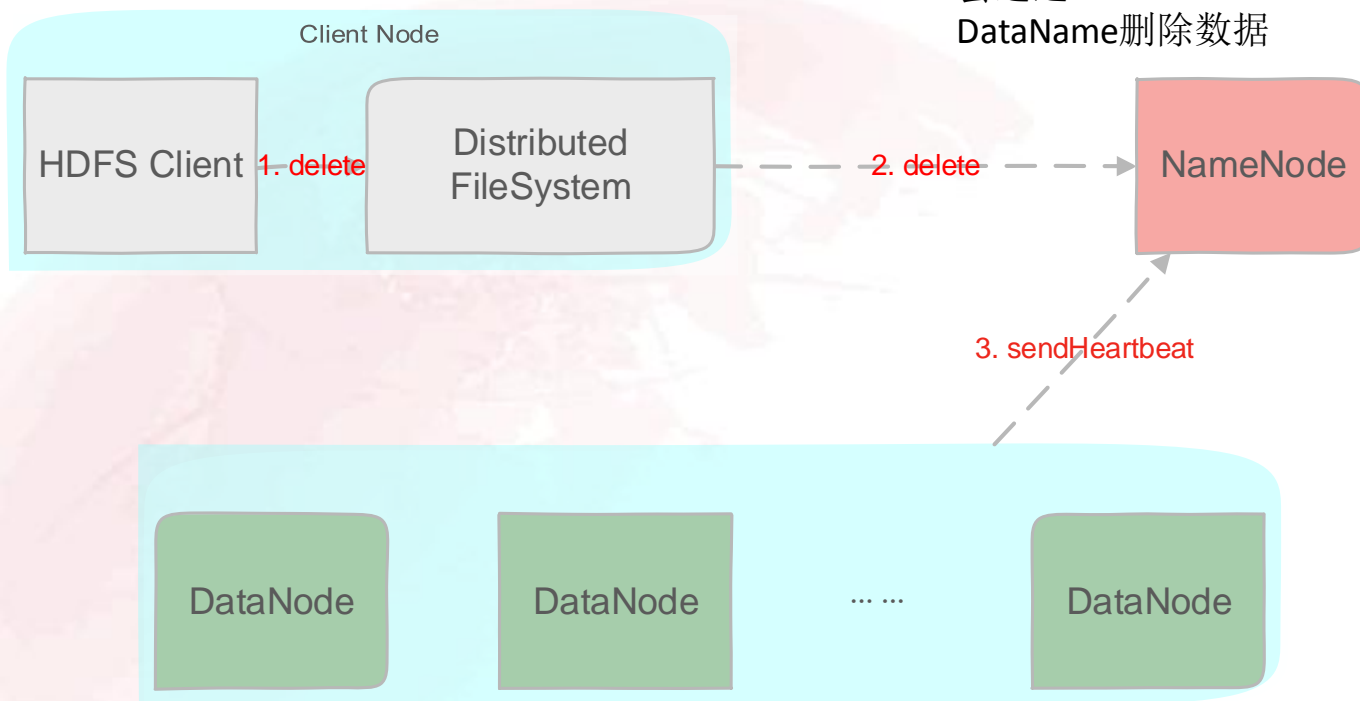 Client Node
DataName删除数据
HDFS Client
1. delete
Distributed
FileSystem
2. delete
NameNode
3. sendHeartbeat
DataNode
DataNode
... ...
DataNode